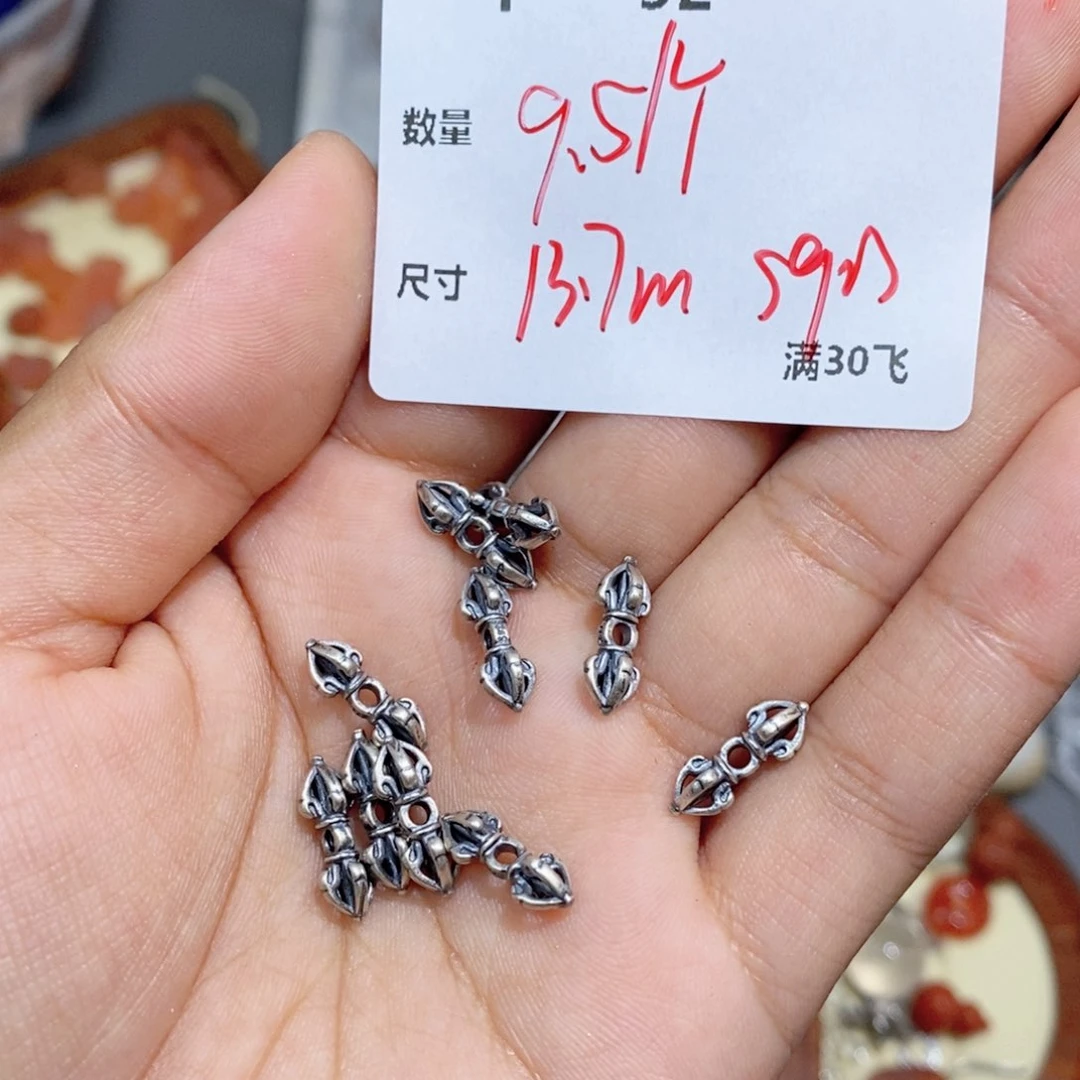 数量 9.5/个
尺寸 13.7m
满30飞